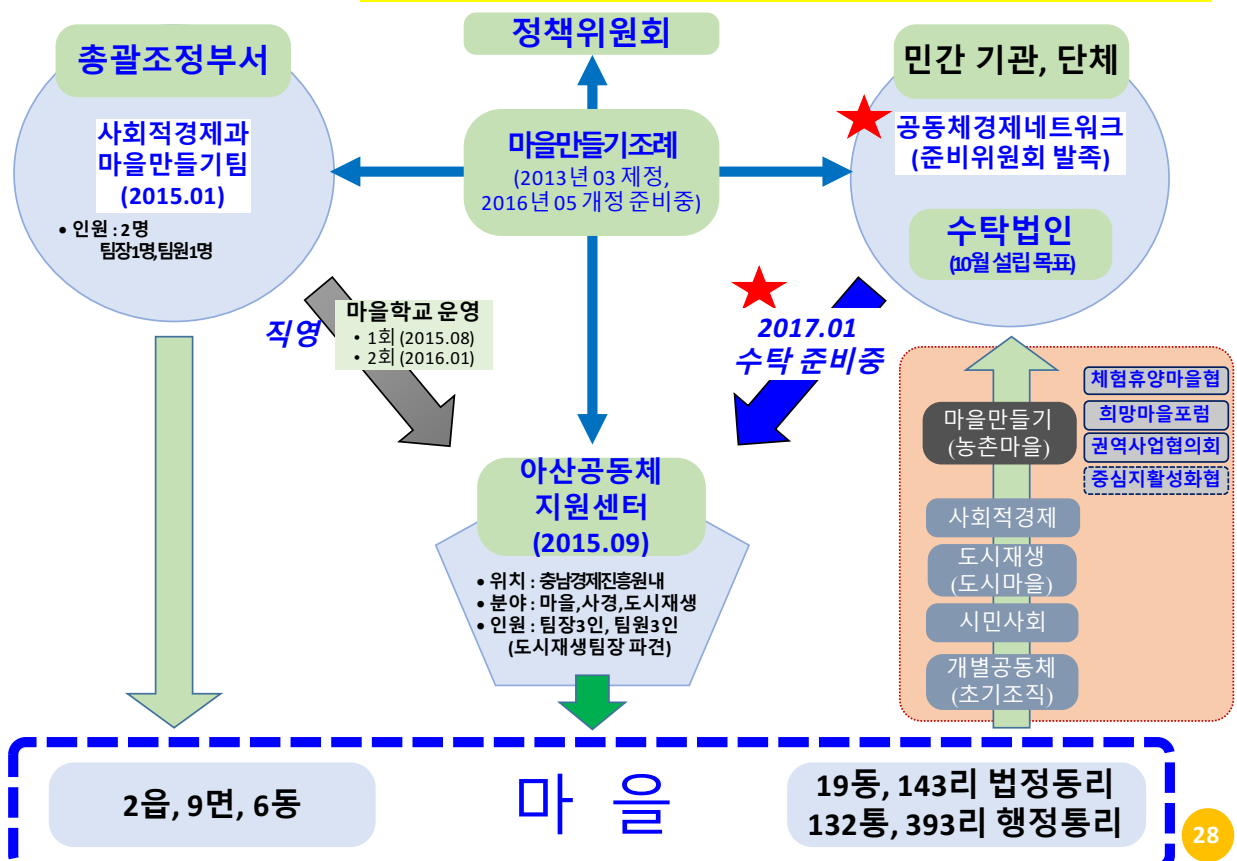 정책위원회
총괄조정부서
사회적경제과
마을만들기팀
(2015.01)
• 인원 : 2명
팀장1명,팀원1명
마을만들기조례
(2013년 03 제정,
2016년 05 개정 준비중)
민간 기관, 단체
공동체경제네트워크
(준비위원회 발족)
수탁법인
(10월 설립 목표)
직영
마을학교 운영
• 1회 (2015.08)
• 2회 (2016.01)
2017.01
수탁 준비중
아산공동체
지원센터
(2015.09)
• 위치 : 충남경제진흥원내
• 분야 : 마을,사경,도시재생
• 인원 : 팀장3인, 팀원3인
(도시재생팀장 파견)
마을만들기
(농촌마을)
체험휴양마을협
희망마을포럼
권역사업협의회
중심지활성화협
사회적경제
도시재생
(도시마을)
시민사회
개별공동체
(초기조직)
2읍, 9면, 6동
마 을
19동, 143리 법정동리
132통, 393리 행정통리
28